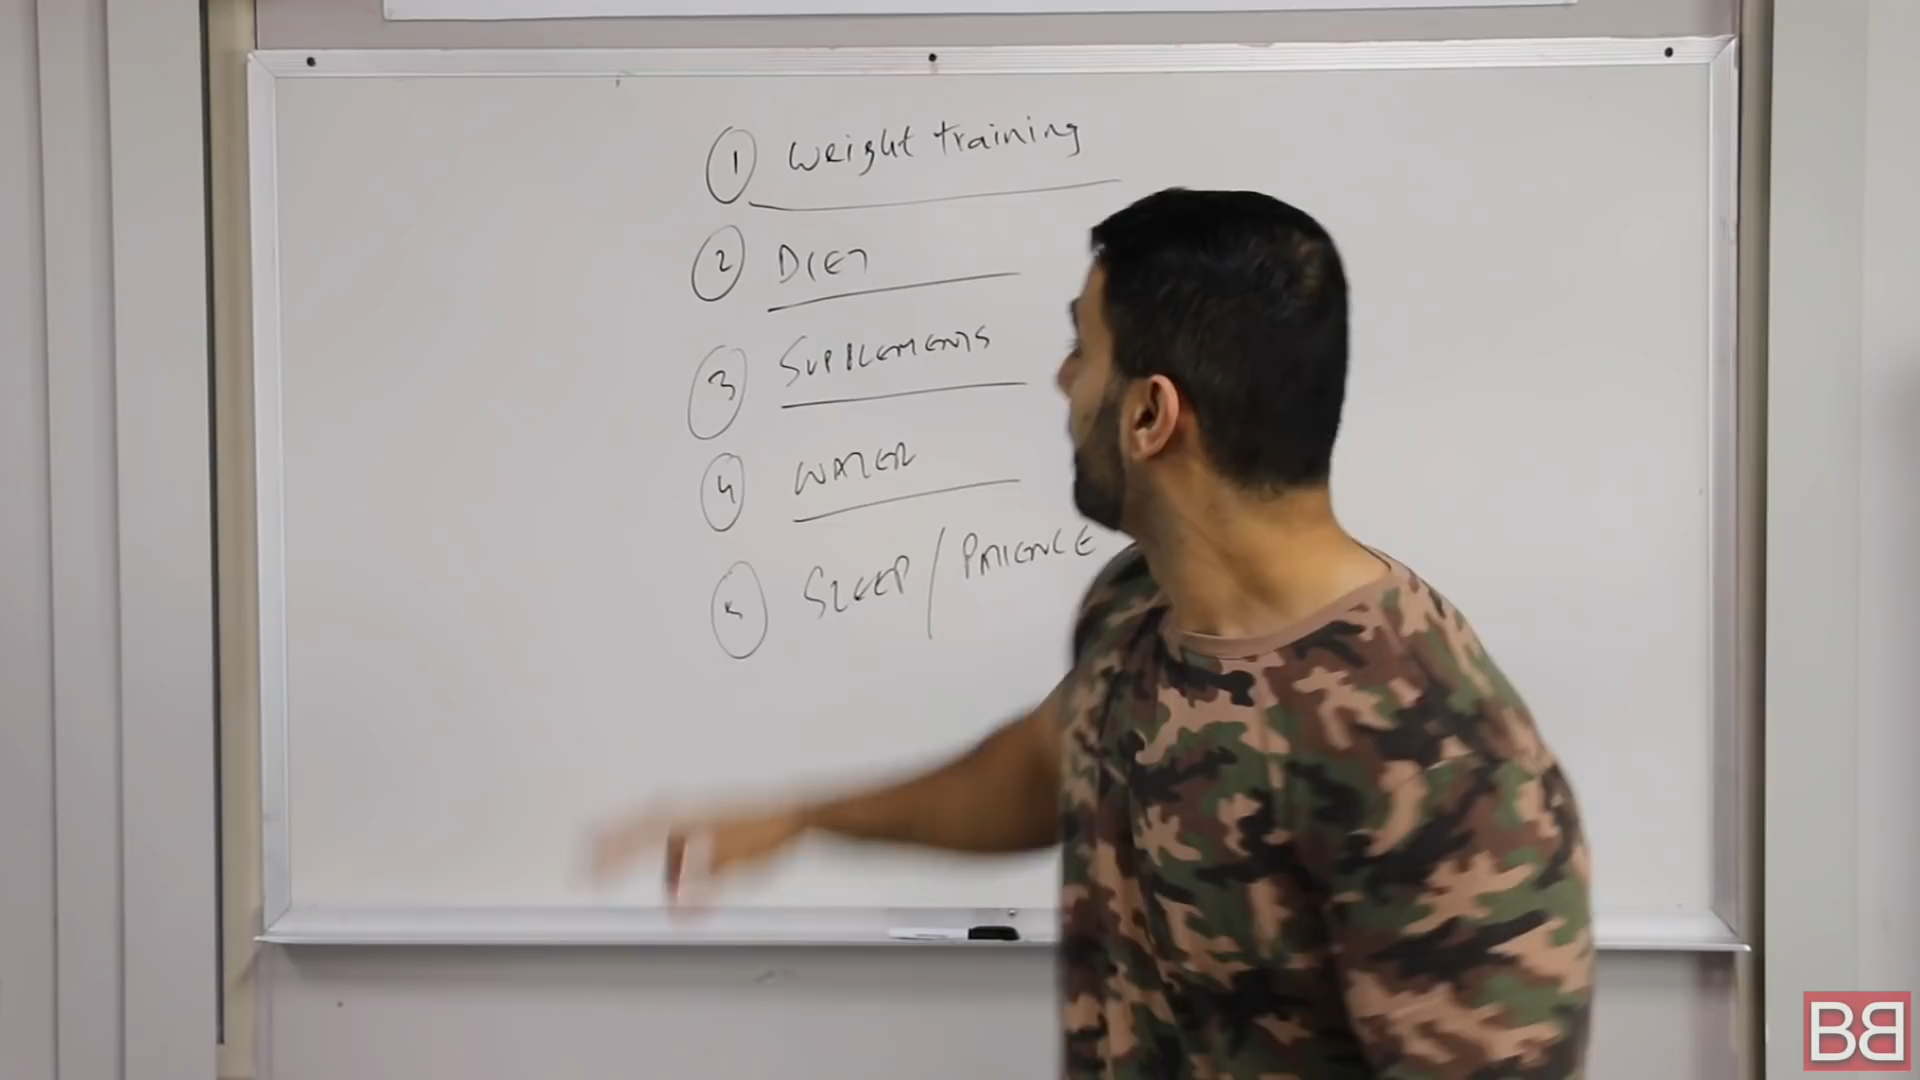 1 weight training
2 DIET
3 SUPPLEMENTS
4 WATER
5 SLEEP / PATIENCE
BB